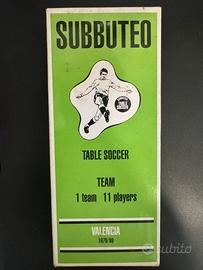 SUBBUTEO
TABLE SOCCER
TEAM
1 team 11 players
VALENCIA
1979/80
subito